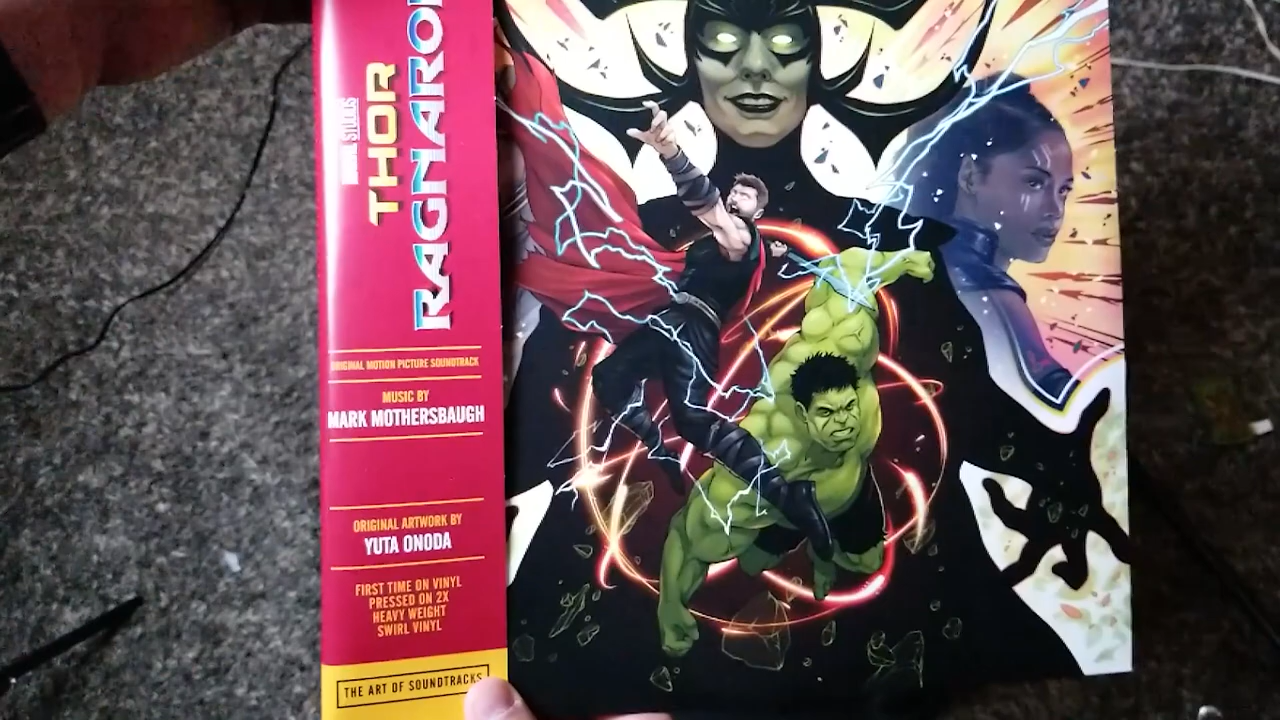 MARVEL STUDIOS
THOR
RAGNAROK
ORIGINAL MOTION PICTURE SOUNDTRACK
MUSIC BY
MARK MOTHERSBAUGH
ORIGINAL ARTWORK BY
YUTA ONODA
FIRST TIME ON VINYL
PRESSED ON 2X
HEAVY WEIGHT
SWIRL VINYL
THE ART OF SOUNDTRACKS